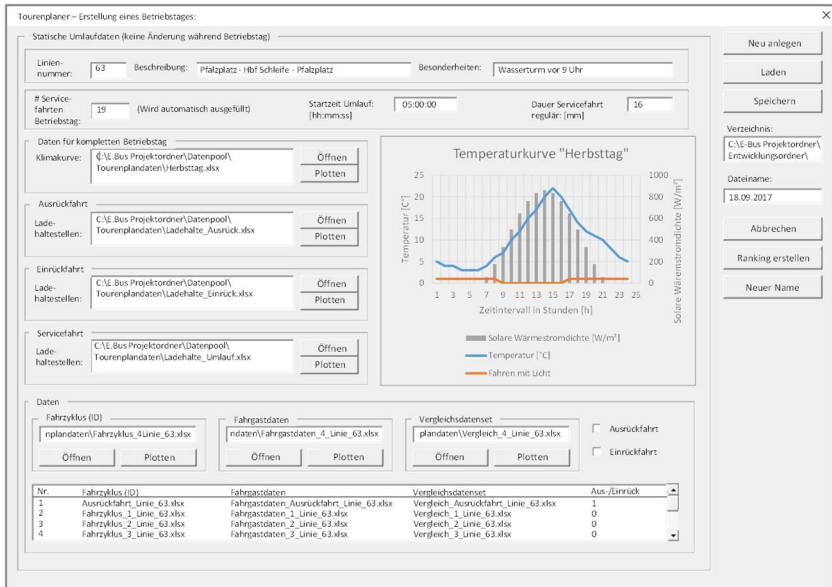 Tourenplaner – Erstellung eines Betriebstages:
Statische Umlaufdaten (keine Änderung während Betriebstag)
Linien-
nummer:
63
Beschreibung:
Pfalzplatz - Hbf Schleife - Pfalzplatz
Besonderheiten:
Wasserturm vor 9 Uhr
# Service-
fahrten
Betriebstag:
19
(Wird automatisch ausgefüllt)
Startzeit Umlauf:
[hh:mm:ss]
05:00:00
Dauer Servicefahrt
regulär: [mm]
16
Daten für kompletten Betriebstag
Klimakurve:
C:\E.Bus Projektordner\Datenpool\
Tourenplandaten\Herbsttag.xlsx
Öffnen
Plotten
Ausrückfahrt
Lade-
haltestellen:
C:\E.Bus Projektordner\Datenpool\
Tourenplandaten\Ladehalte_Ausrück.xlsx
Öffnen
Plotten
Einrückfahrt
Lade-
haltestellen:
C:\E.Bus Projektordner\Datenpool\
Tourenplandaten\Ladehalte_Einrück.xlsx
Öffnen
Plotten
Servicefahrt
Lade-
haltestellen:
C:\E.Bus Projektordner\Datenpool\
Tourenplandaten\Ladehalte_Umlauf.xlsx
Öffnen
Plotten
Temperaturkurve "Herbsttag"
Temperatur [C°]
25
20
15
10
5
0
1000
800
600
400
200
0
Solare Wäremstromdichte [W/m²]
1 3 5 7 9 11 13 15 17 19 21 23 25
Zeitintervall in Stunden [h]
Solare Wärmestromdichte [W/m²]
Temperatur [°C]
Fahren mit Licht
Daten
Fahrzyklus (ID)
nplandaten\Fahrzyklus_4Linie_63.xlsx
Öffnen Plotten
Fahrgastdaten
ndaten\Fahrgastdaten_4_Linie_63.xlsx
Öffnen Plotten
Vergleichsdatenset
plandaten\Vergleich_4_Linie_63.xlsx
Öffnen Plotten
Ausrückfahrt
Einrückfahrt
Nr. Fahrzyklus (ID) Fahrgastdaten Vergleichsdatenset Aus-/Einrück
1 Ausrückfahrt_Linie_63.xlsx Fahrgastdaten_Ausrückfahrt_Linie_63.xlsx Vergleich_Ausrückfahrt_Linie_63.xlsx 1
2 Fahrzyklus_1_Linie_63.xlsx Fahrgastdaten_1_Linie_63.xlsx Vergleich_1_Linie_63.xlsx 0
3 Fahrzyklus_2_Linie_63.xlsx Fahrgastdaten_2_Linie_63.xlsx Vergleich_2_Linie_63.xlsx 0
4 Fahrzyklus_3_Linie_63.xlsx Fahrgastdaten_3_Linie_63.xlsx Vergleich_3_Linie_63.xlsx 0
Neu anlegen
Laden
Speichern
Verzeichnis:
C:\E-Bus Projektordner\
Entwicklungsordner\
Dateiname:
18.09.2017
Abbrechen
Ranking erstellen
Neuer Name